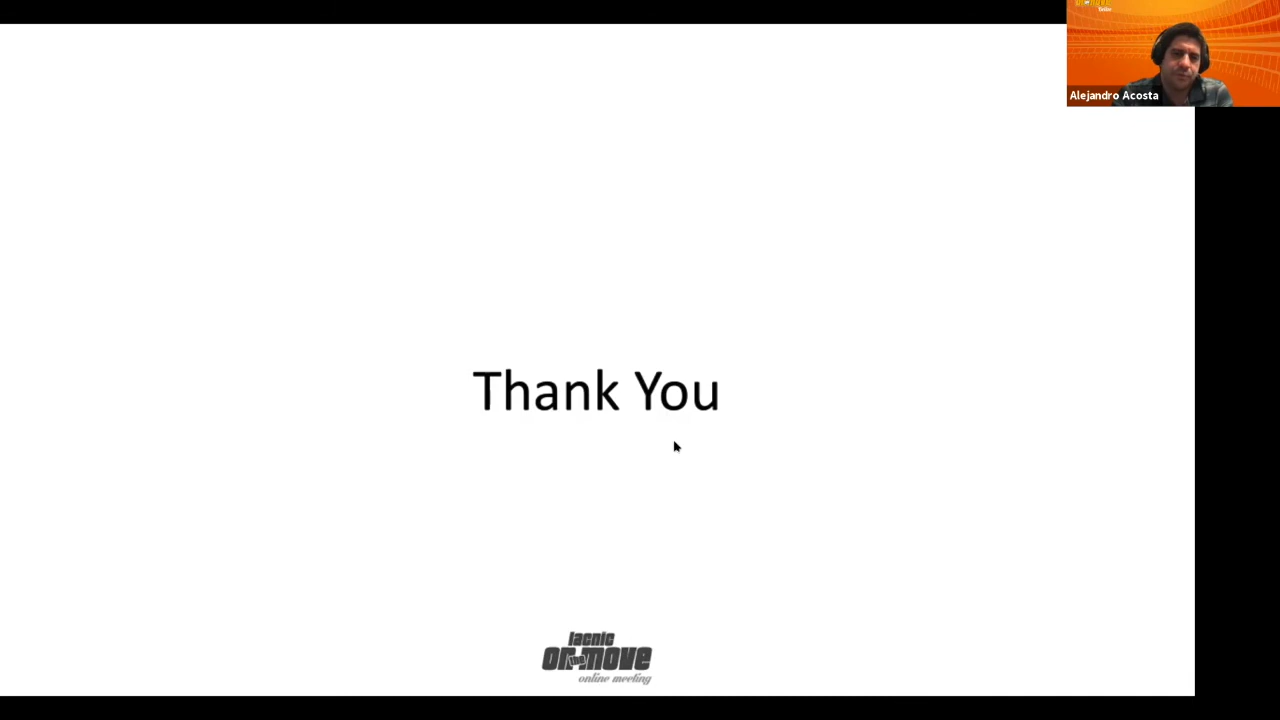 Alejandro Acosta
Thank You
lacnic
on the move
online meeting